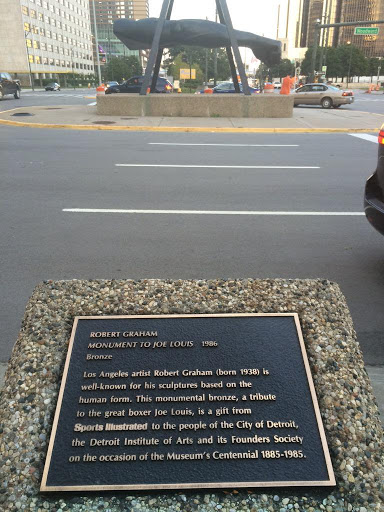 Woodward
ROBERT GRAHAM
MONUMENT TO JOE LOUIS 1986
Bronze
Los Angeles artist Robert Graham (born 1938) is
well-known for his sculptures based on the
human form. This monumental bronze, a tribute
to the great boxer Joe Louis, is a gift from
Sports Illustrated to the people of the City of Detroit,
the Detroit Institute of Arts and its Founders Society
on the occasion of the Museum's Centennial 1885-1985.